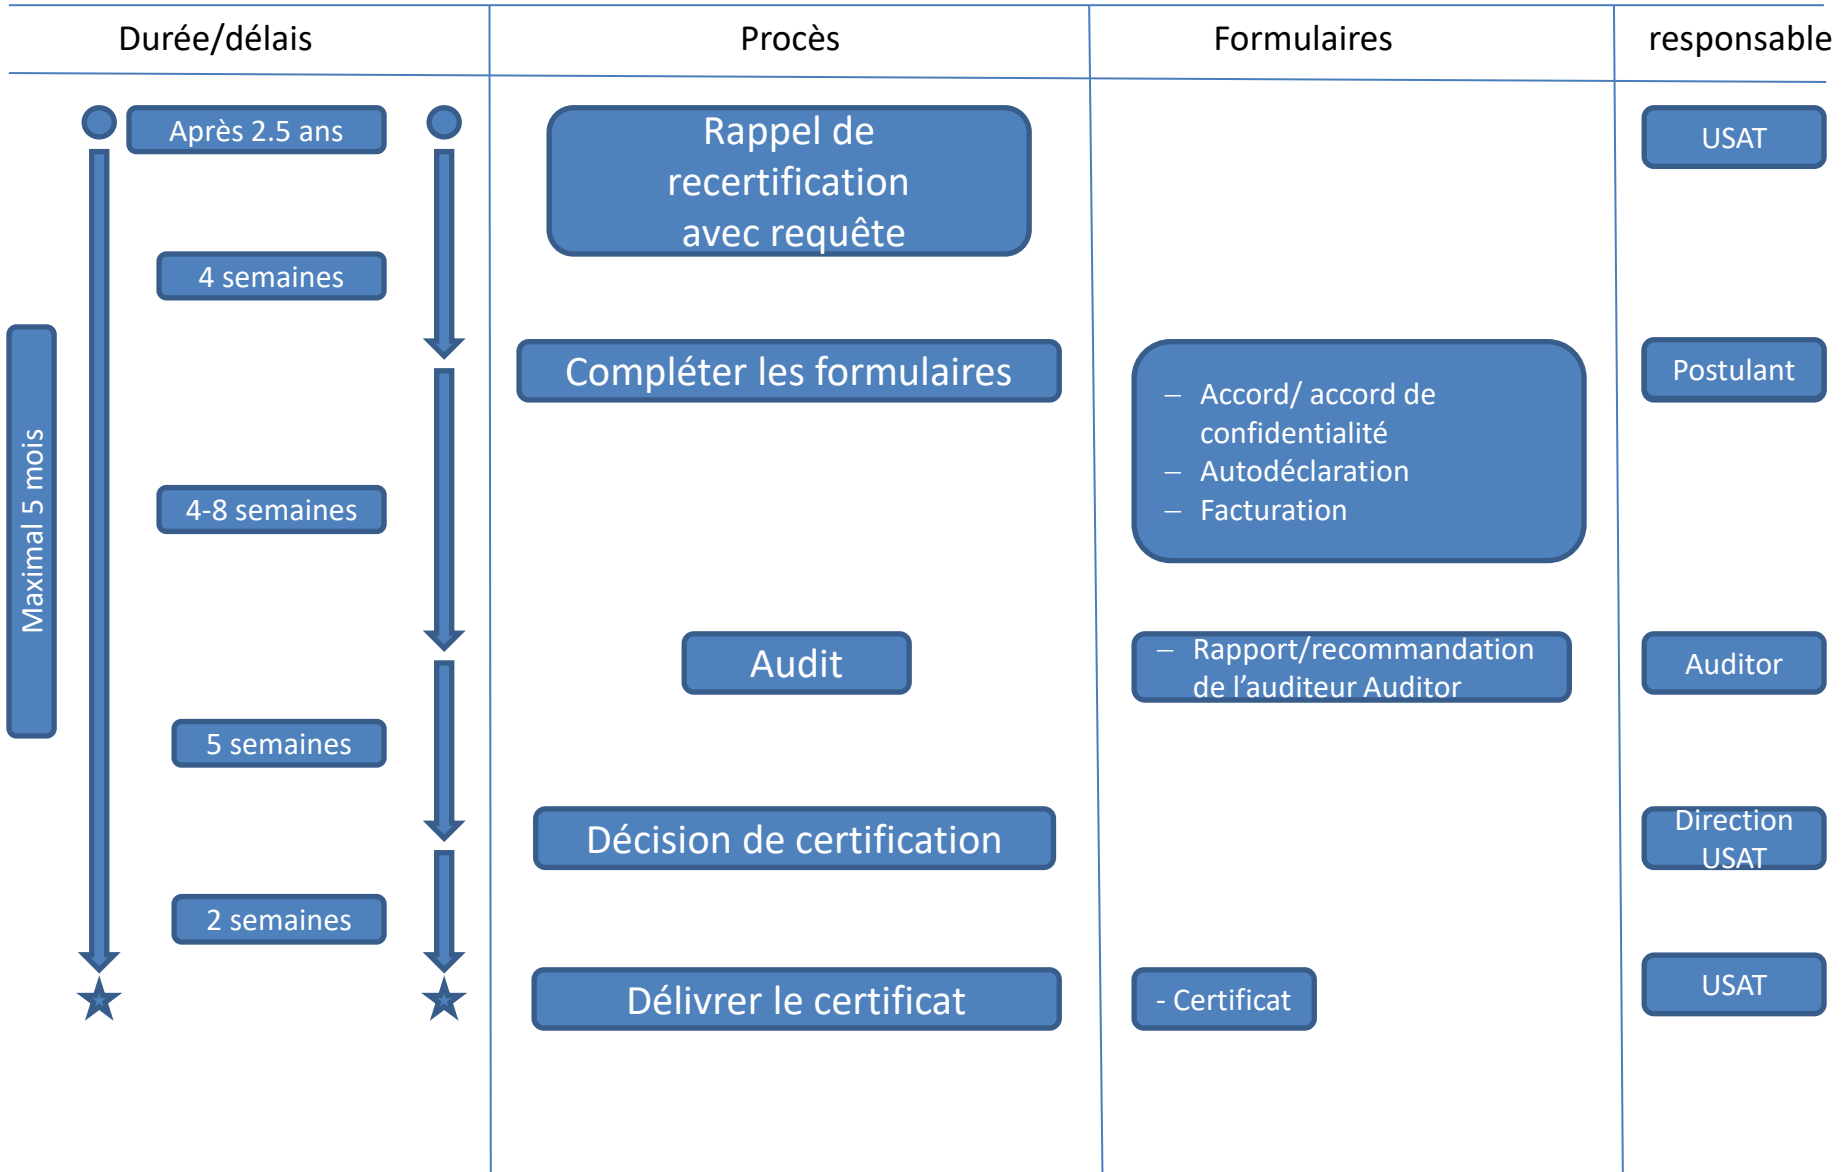 Durée/délais
Procès
Formulaires
responsable
Après 2.5 ans
Rappel de
recertification
avec requête
USAT
4 semaines
Maximal 5 mois
Compléter les formulaires
– Accord/ accord de
confidentialité
– Autodéclaration
– Facturation
Postulant
4-8 semaines
Audit
– Rapport/recommandation
de l’auditeur Auditor
Auditor
5 semaines
Décision de certification
Direction
USAT
2 semaines
Délivrer le certificat
- Certificat
USAT